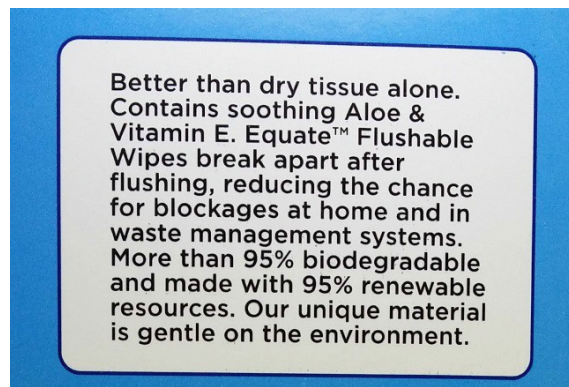 Better than dry tissue alone.
Contains soothing Aloe &
Vitamin E. Equate™ Flushable
Wipes break apart after
flushing, reducing the chance
for blockages at home and in
waste management systems.
More than 95% biodegradable
and made with 95% renewable
resources. Our unique material
is gentle on the environment.